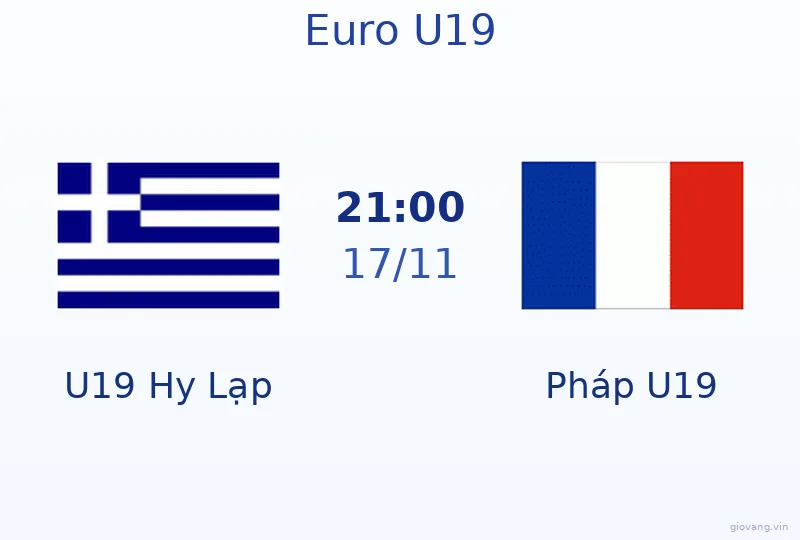 Euro U19
21:00
17/11
U19 Hy Lạp
Pháp U19
giovang.vin